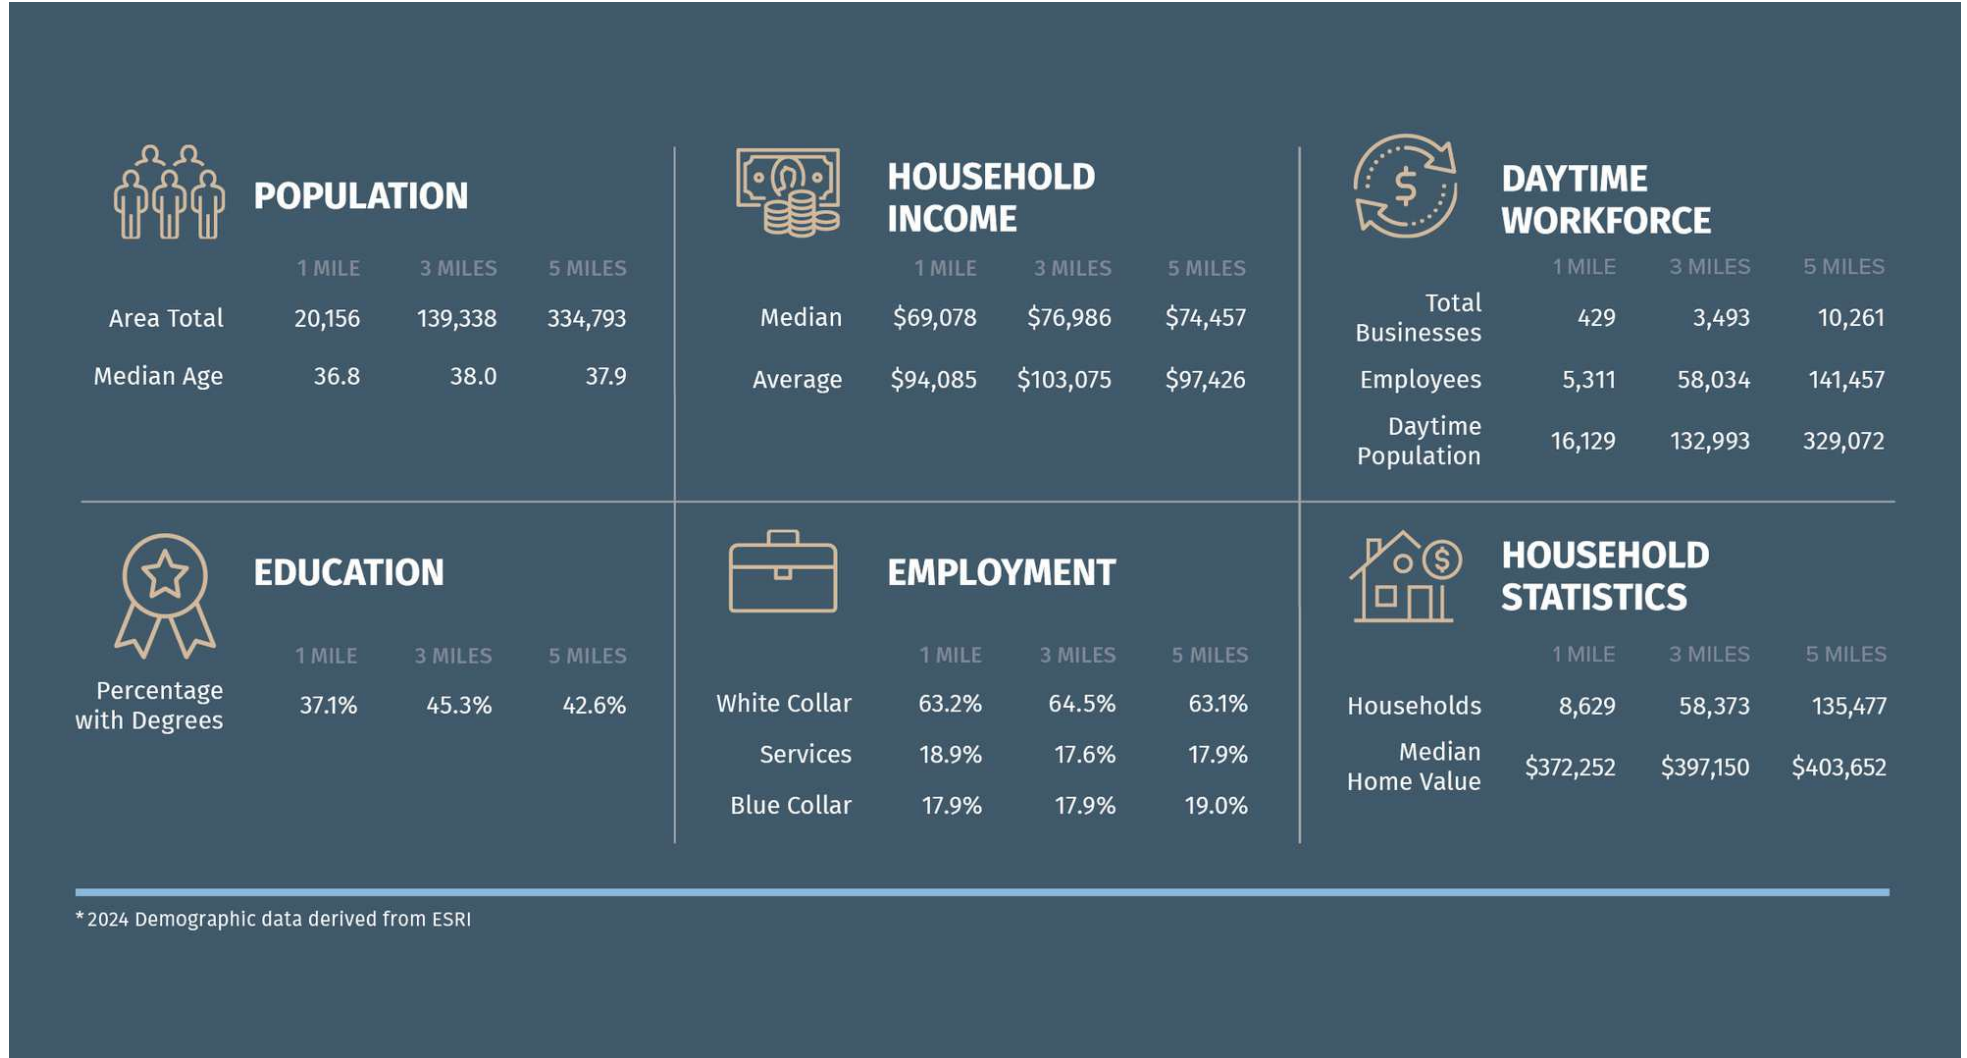 POPULATION
1 MILE 3 MILES 5 MILES
Area Total 20,156 139,338 334,793
Median Age 36.8 38.0 37.9
HOUSEHOLD
INCOME
1 MILE 3 MILES 5 MILES
Median $69,078 $76,986 $74,457
Average $94,085 $103,075 $97,426
DAYTIME
WORKFORCE
1 MILE 3 MILES 5 MILES
Total
Businesses 429 3,493 10,261
Employees 5,311 58,034 141,457
Daytime
Population 16,129 132,993 329,072
EDUCATION
1 MILE 3 MILES 5 MILES
Percentage
with Degrees 37.1% 45.3% 42.6%
EMPLOYMENT
1 MILE 3 MILES 5 MILES
White Collar 63.2% 64.5% 63.1%
Services 18.9% 17.6% 17.9%
Blue Collar 17.9% 17.9% 19.0%
HOUSEHOLD
STATISTICS
1 MILE 3 MILES 5 MILES
Households 8,629 58,373 135,477
Median
Home Value $372,252 $397,150 $403,652
* 2024 Demographic data derived from ESRI